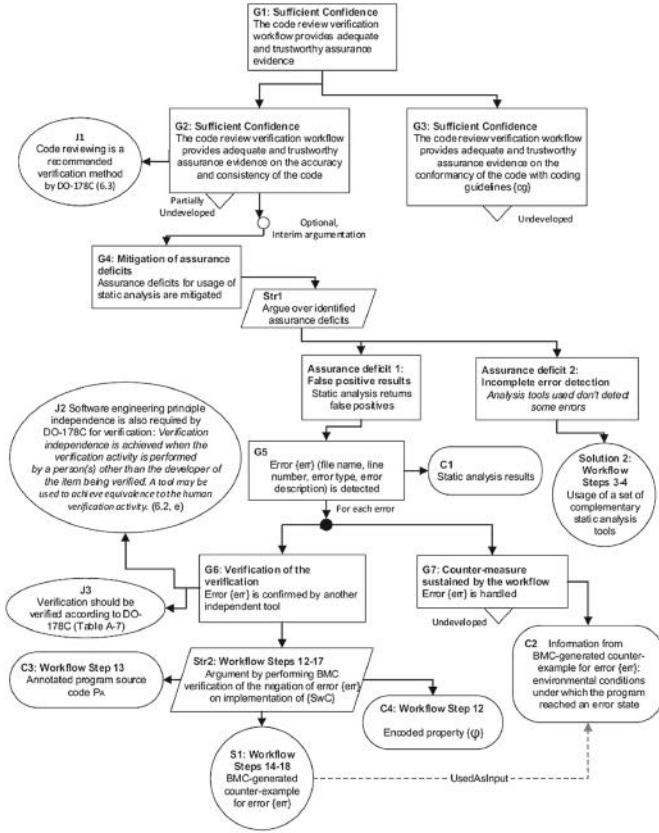 G1: Sufficient Confidence
The code review verification
workflow provides adequate
and trustworthy assurance
evidence
J1
Code reviewing is a
recommended
verification method
by DO-178C (6.3)
G2: Sufficient Confidence
The code review verification workflow
provides adequate and trustworthy
assurance evidence on the accuracy
and consistency of the code
G3: Sufficient Confidence
The code review verification workflow
provides adequate and trustworthy
assurance evidence on the
conformancy of the code with coding
guidelines {cg}
Partially
Undeveloped
Undeveloped
Optional,
Interim argumentation
G4: Mitigation of assurance
deficits
Assurance deficits for usage of
static analysis are mitigated
Str1
Argue over identified
assurance deficits
Assurance deficit 1:
False positive results
Static analysis returns
false positives
Assurance deficit 2:
Incomplete error detection
Analysis tools used don't detect
some errors
J2 Software engineering principle
independence is also required by
DO-178C for verification: Verification
independence is achieved when the
verification activity is performed
by a person(s) other than the developer of
the item being verified. A tool may
be used to achieve equivalence to the human
verification activity. (6.2, e)
G5
Error {err} (file name, line
number, error type, error
description) is detected
C1
Static analysis results
Solution 2:
Workflow
Steps 3-4
Usage of a set of
complementary
static analysis
tools
For each error
G6: Verification of the
verification
Error {err} is confirmed by another
independent tool
G7: Counter-measure
sustained by the workflow
Error {err} is handled
Undeveloped
J3
Verification should be
verified according to DO-
178C (Table A-7)
C3: Workflow Step 13
Annotated program source
code PA
Str2: Workflow Steps 12-17
Argument by performing BMC
verification of the negation of error {err}
on implementation of {SwC}
C4: Workflow Step 12
Encoded property {φ}
C2 Information from
BMC-generated counter-
example for error {err}:
environmental conditions
under which the program
reached an error state
S1: Workflow
Steps 14-18
BMC-generated
counter-example
for error {err}
UsedAsInput